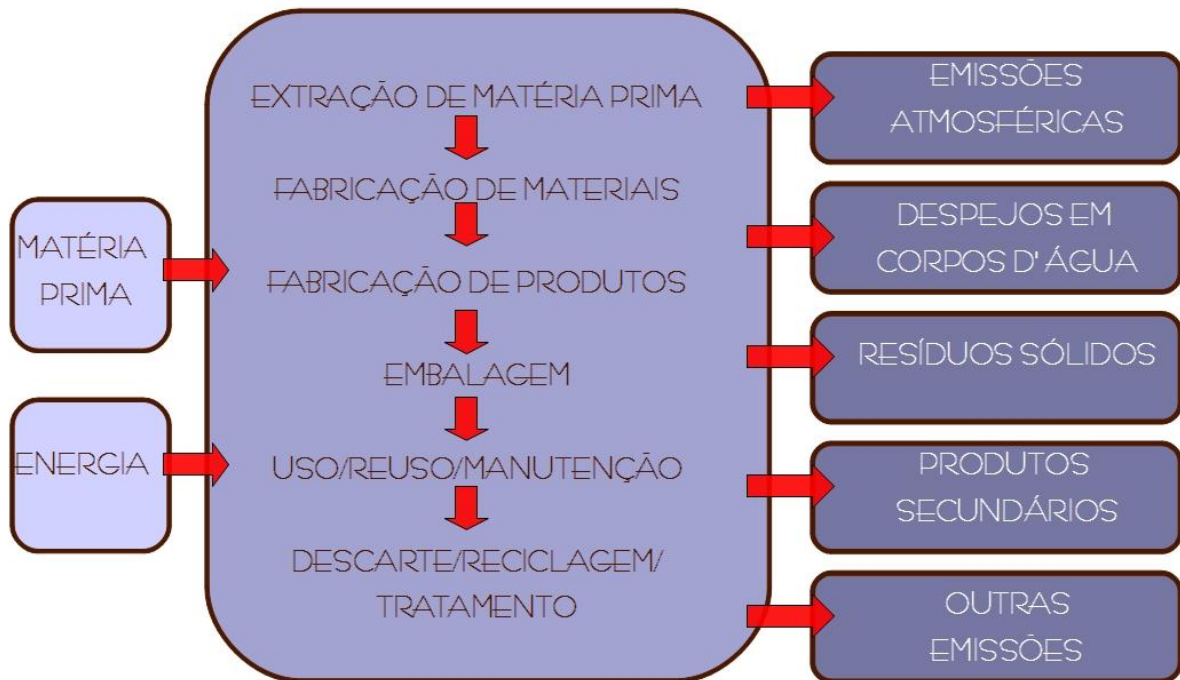 MATÉRIA
PRIMA
ENERGIA
EXTRAÇÃO DE MATÉRIA PRIMA
FABRICAÇÃO DE MATERIAIS
FABRICAÇÃO DE PRODUTOS
EMBALAGEM
USO/REUSO/MANUTENÇÃO
DESCARTE/RECICLAGEM/
TRATAMENTO
EMISSÕES
ATMOSFÉRICAS
DESPEJOS EM
CORPOS D' ÁGUA
RESÍDUOS SÓLIDOS
PRODUTOS
SECUNDÁRIOS
OUTRAS
EMISSÕES